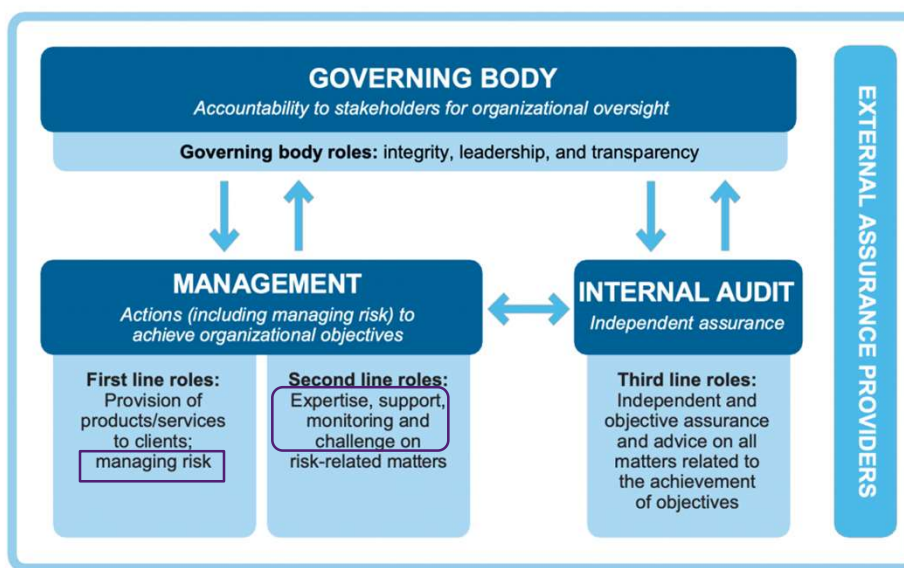 GOVERNING BODY
Accountability to stakeholders for organizational oversight
Governing body roles: integrity, leadership, and transparency
MANAGEMENT
Actions (including managing risk) to
achieve organizational objectives
First line roles:
Provision of
products/services
to clients;
managing risk
Second line roles:
Expertise, support,
monitoring and
challenge on
risk-related matters
INTERNAL AUDIT
Independent assurance
Third line roles:
Independent and
objective assurance
and advice on all
matters related to
the achievement
of objectives
EXTERNAL ASSURANCE PROVIDERS